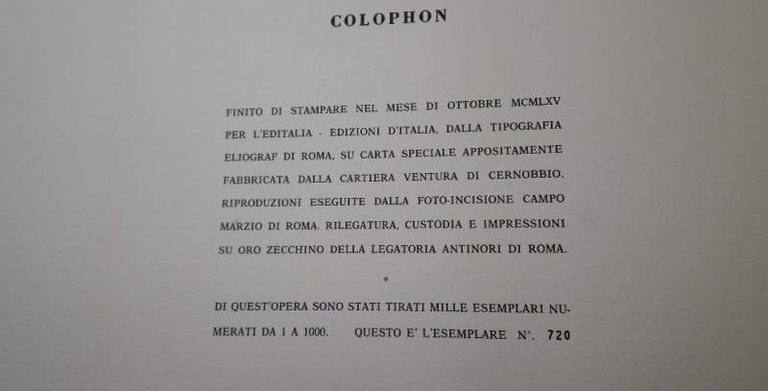 COLOPHON
FINITO DI STAMPARE NEL MESE DI OTTOBRE MCMLXV
PER L'EDITALIA - EDIZIONI D'ITALIA, DALLA TIPOGRAFIA
ELIOGRAF DI ROMA, SU CARTA SPECIALE APPOSITAMENTE
FABBRICATA DALLA CARTIERA VENTURA DI CERNOBBIO.
RIPRODUZIONI ESEGUITE DALLA FOTO-INCISIONE CAMPO
MARZIO DI ROMA. RILEGATURA, CUSTODIA E IMPRESSIONI
SU ORO ZECCHINO DELLA LEGATORIA ANTINORI DI ROMA.
*
DI QUEST'OPERA SONO STATI TIRATI MILLE ESEMPLARI NU-
MERATI DA 1 A 1000. QUESTO E' L'ESEMPLARE N°. 720